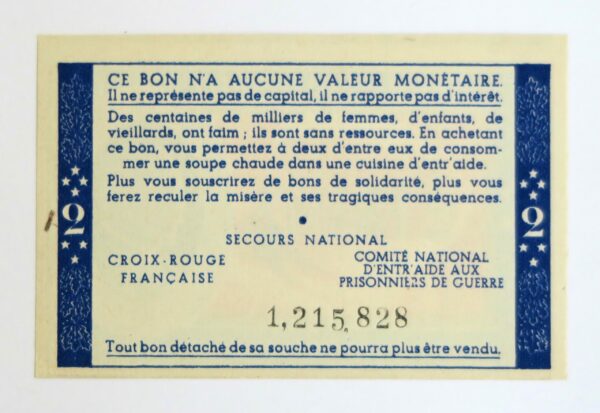 CE BON N'A AUCUNE VALEUR MONÉTAIRE.
Il ne représente pas de capital, il ne rapporte pas d'intérêt.
Des centaines de milliers de femmes, d'enfants, de
vieillards, ont faim ; ils sont sans ressources. En achetant
ce bon, vous permettez à deux d'entre eux de consom-
mer une soupe chaude dans une cuisine d'entr'aide.
Plus vous souscrirez de bons de solidarité, plus vous
ferez reculer la misère et ses tragiques conséquences.
2
2
SECOURS NATIONAL
CROIX-ROUGE
FRANÇAISE
COMITÉ NATIONAL
D'ENTR'AIDE AUX
PRISONNIERS DE GUERRE
1,215,828
Tout bon détaché de sa souche ne pourra plus être vendu.